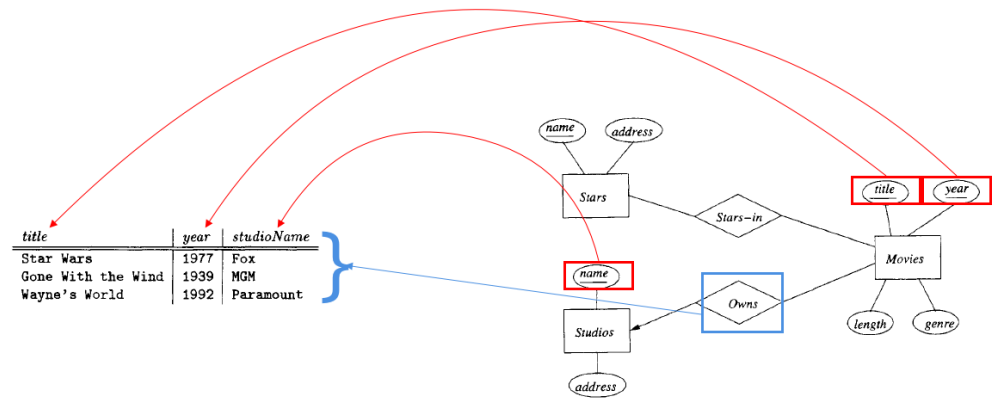 name
address
title
year
Stars
Stars-in
title year studioName
Star Wars 1977 Fox
Gone With the Wind 1939 MGM
Wayne's World 1992 Paramount
Movies
name
Owns
Studios
length
genre
address